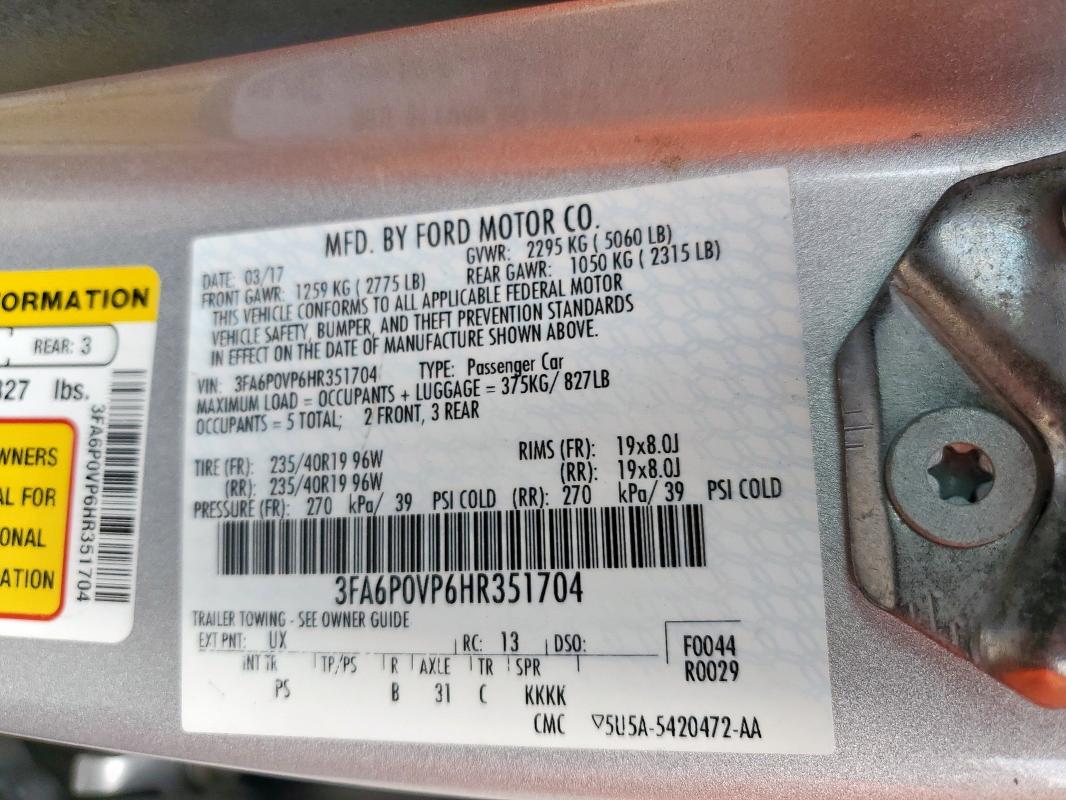 MFD. BY FORD MOTOR CO.
DATE: 03/17 GVWR: 2295 KG ( 5060 LB)
FRONT GAWR: 1259 KG ( 2775 LB) REAR GAWR: 1050 KG ( 2315 LB)
THIS VEHICLE CONFORMS TO ALL APPLICABLE FEDERAL MOTOR
VEHICLE SAFETY, BUMPER, AND THEFT PREVENTION STANDARDS
IN EFFECT ON THE DATE OF MANUFACTURE SHOWN ABOVE.
VIN: 3FA6P0VP6HR351704 TYPE: Passenger Car
MAXIMUM LOAD = OCCUPANTS + LUGGAGE = 375KG/ 827LB
OCCUPANTS = 5 TOTAL; 2 FRONT, 3 REAR
TIRE (FR): 235/40R19 96W RIMS (FR): 19x8.0J
(RR): 235/40R19 96W (RR): 19x8.0J
PRESSURE (FR): 270 kPa/ 39 PSI COLD (RR): 270 kPa/ 39 PSI COLD
3FA6P0VP6HR351704
TRAILER TOWING - SEE OWNER GUIDE
EXT PNT: UX RC: 13 DSO: F0044
R0029
INT TR TP/PS R AXLE TR SPR
PS B 31 C KKKK
CMC ▽5U5A-5420472-AA
ORMATION
REAR: 3
827 lbs.
WNERS
AL FOR
ONAL
ATION
3FA6P0VP6HR351704